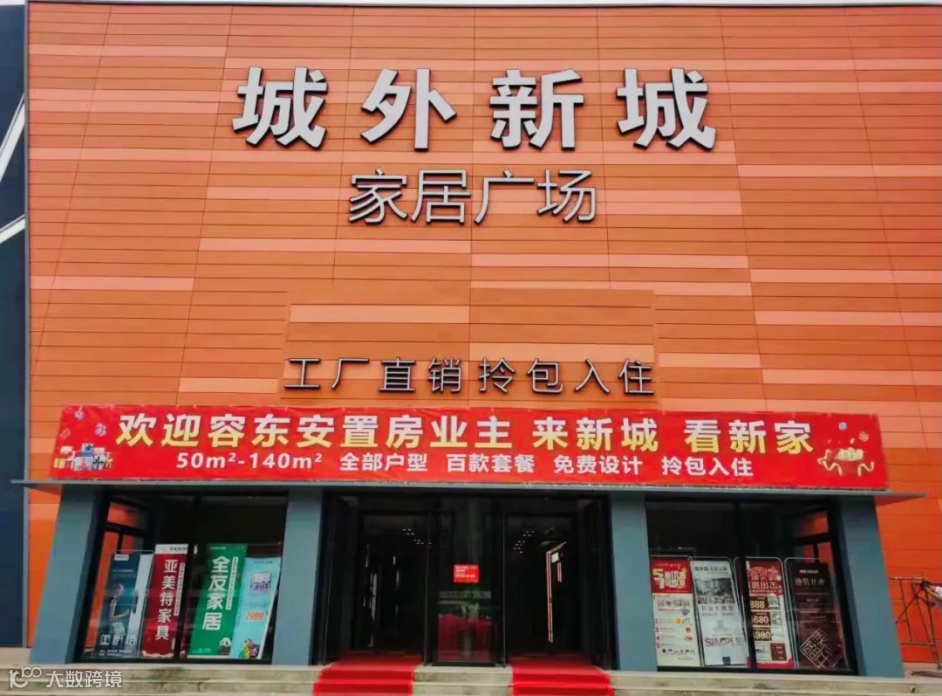 城外新城
家居广场
工厂直销 拎包入住
欢迎容东安置房业主 来新城 看新家
50m²-140m² 全部户型 百款套餐 免费设计 拎包入住
亚美特家具
全友家居
SIMPLE
大数跨境